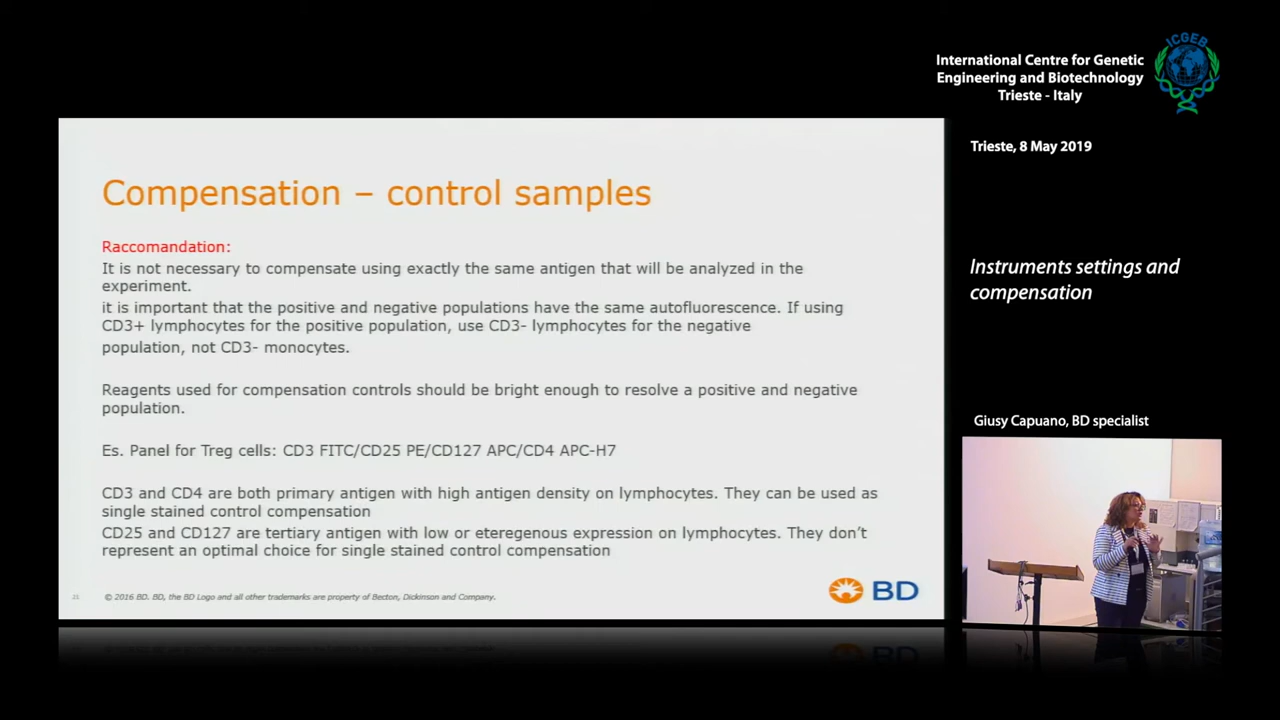 ICGEB
International Centre for Genetic
Engineering and Biotechnology
Trieste - Italy
Trieste, 8 May 2019
Compensation – control samples
Raccomandation:
It is not necessary to compensate using exactly the same antigen that will be analyzed in the
experiment.
it is important that the positive and negative populations have the same autofluorescence. If using
CD3+ lymphocytes for the positive population, use CD3- lymphocytes for the negative
population, not CD3- monocytes.
Reagents used for compensation controls should be bright enough to resolve a positive and negative
population.
Es. Panel for Treg cells: CD3 FITC/CD25 PE/CD127 APC/CD4 APC-H7
CD3 and CD4 are both primary antigen with high antigen density on lymphocytes. They can be used as
single stained control compensation
CD25 and CD127 are tertiary antigen with low or eteregenous expression on lymphocytes. They don't
represent an optimal choice for single stained control compensation
© 2016 BD. BD, the BD Logo and all other trademarks are property of Becton, Dickinson and Company.
BD
Instruments settings and
compensation
Giusy Capuano, BD specialist